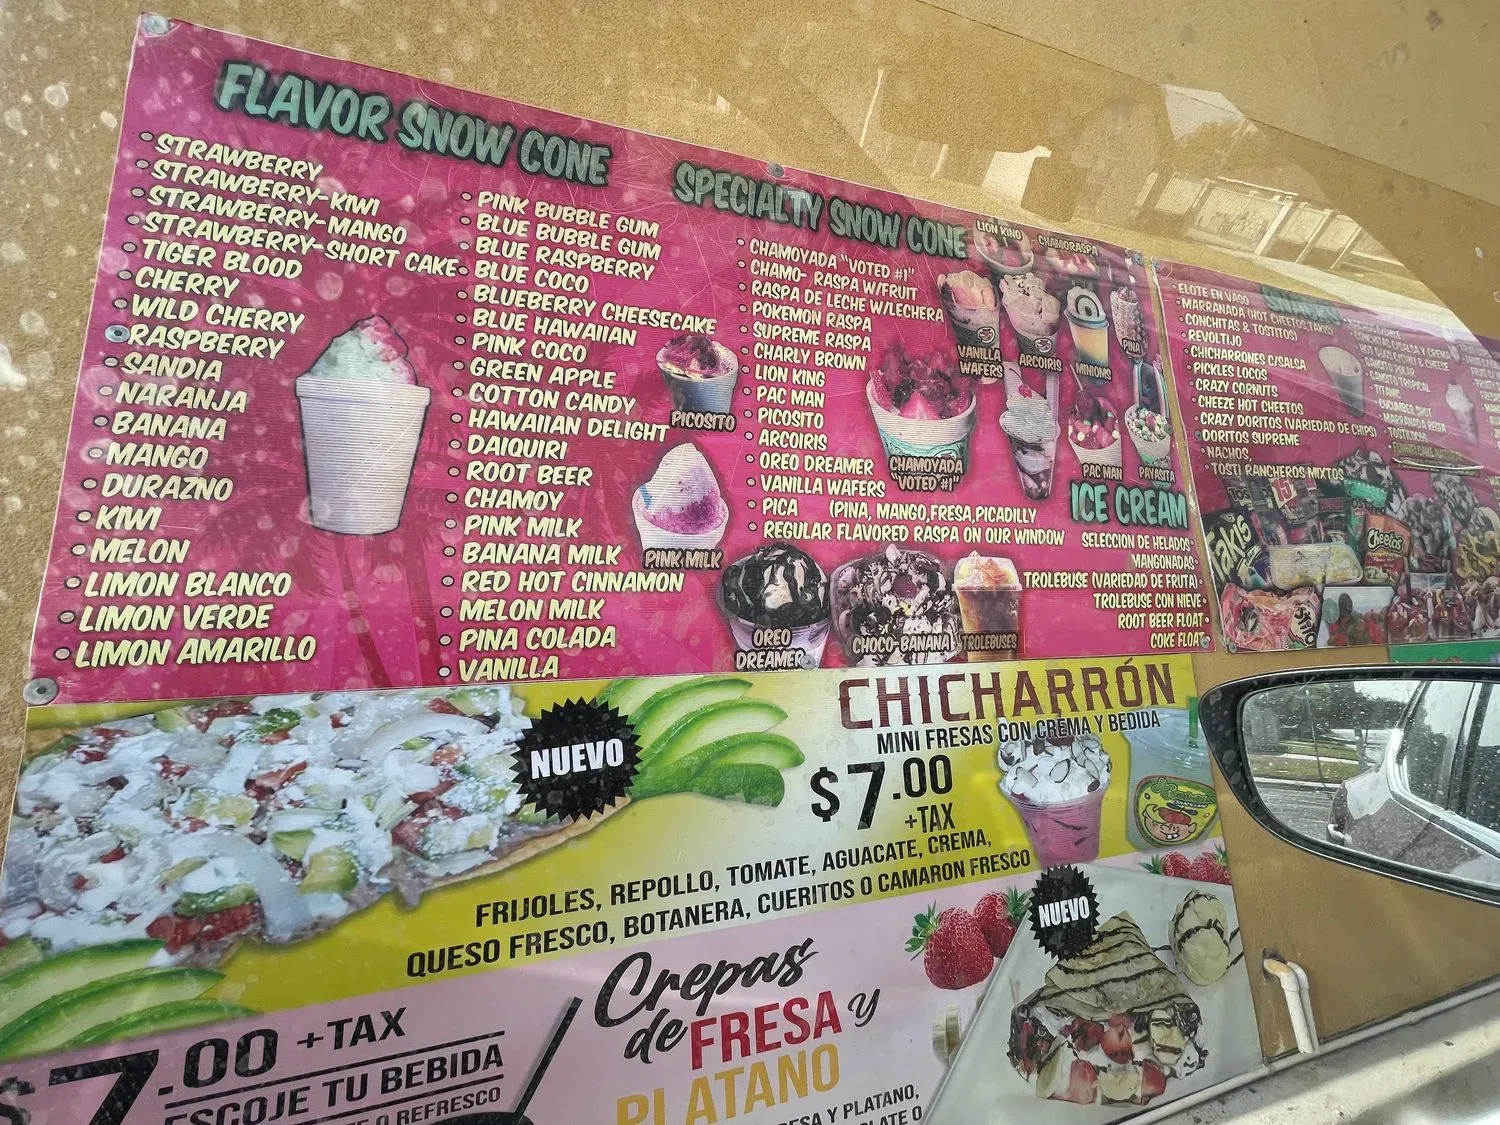 FLAVOR SNOW CONE
STRAWBERRY
STRAWBERRY-KIWI
STRAWBERRY-MANGO
STRAWBERRY-SHORT CAKE
TIGER BLOOD
CHERRY
WILD CHERRY
RASPBERRY
SANDIA
NARANJA
BANANA
MANGO
DURAZNO
KIWI
MELON
LIMON BLANCO
LIMON VERDE
LIMON AMARILLO
PINK BUBBLE GUM
BLUE BUBBLE GUM
BLUE RASPBERRY
BLUE COCO
BLUEBERRY CHEESECAKE
BLUE HAWAIIAN
PINK COCO
GREEN APPLE
COTTON CANDY
HAWAIIAN DELIGHT
DAIQUIRI
ROOT BEER
CHAMOY
PINK MILK
BANANA MILK
RED HOT CINNAMON
MELON MILK
PINA COLADA
VANILLA
PICOSITO
PINK MILK
SPECIALTY SNOW CONE
CHAMOYADA "VOTED #1"
CHAMO- RASPA W/FRUIT
RASPA DE LECHE W/LECHERA
POKEMON RASPA
SUPREME RASPA
CHARLY BROWN
LION KING
PAC MAN
PICOSITO
ARCOIRIS
OREO DREAMER
VANILLA WAFERS
PICA (PINA, MANGO,FRESA,PICADILLY
REGULAR FLAVORED RASPA ON OUR WINDOW
LION KING
CHAMORASPA
VANILLA
WAFERS
ARCOIRIS
MINIONS
PINA
CHAMOYADA
"VOTED #1"
PAC MAN
PAYASITA
OREO
DREAMER
CHOCO-BANANA
TROLEBUSES
ICE CREAM
SELECCION DE HELADOS
MANGONADAS
TROLEBUSE (VARIEDAD DE FRUTA)
TROLEBUSE CON NIEVE
ROOT BEER FLOAT
COKE FLOAT
ELOTE EN VASO
MARRANADA (HOT CHEETOS,TAKIS)
CONCHITAS & TOSTITOS)
REVOLTIJO
CHICHARRONES C/SALSA
PICKLES LOCOS
CRAZY CORNUTS
CHEEZE HOT CHEETOS
CRAZY DORITOS (VARIEDAD DE CHIPS)
DORITOS SUPREME
NACHOS,
TOSTI RANCHEROS MIXTOS
GANSITO POLAR
GANSITO TROPICAL
TITANIC
CUCUMBER SHOT
MARRANADA REGIA
TOSTILOCOS
Takis
Cheetos
NUEVO
CHICHARRÓN
MINI FRESAS CON CREMA Y BEDIDA
$7.00
+TAX
FRIJOLES, REPOLLO, TOMATE, AGUACATE, CREMA,
QUESO FRESCO, BOTANERA, CUERITOS O CAMARON FRESCO
$7.00 +TAX
ESCOJE TU BEBIDA
O REFRESCO
Crepas
de FRESA y
PLATANO
Y PLATANO,
NUEVO